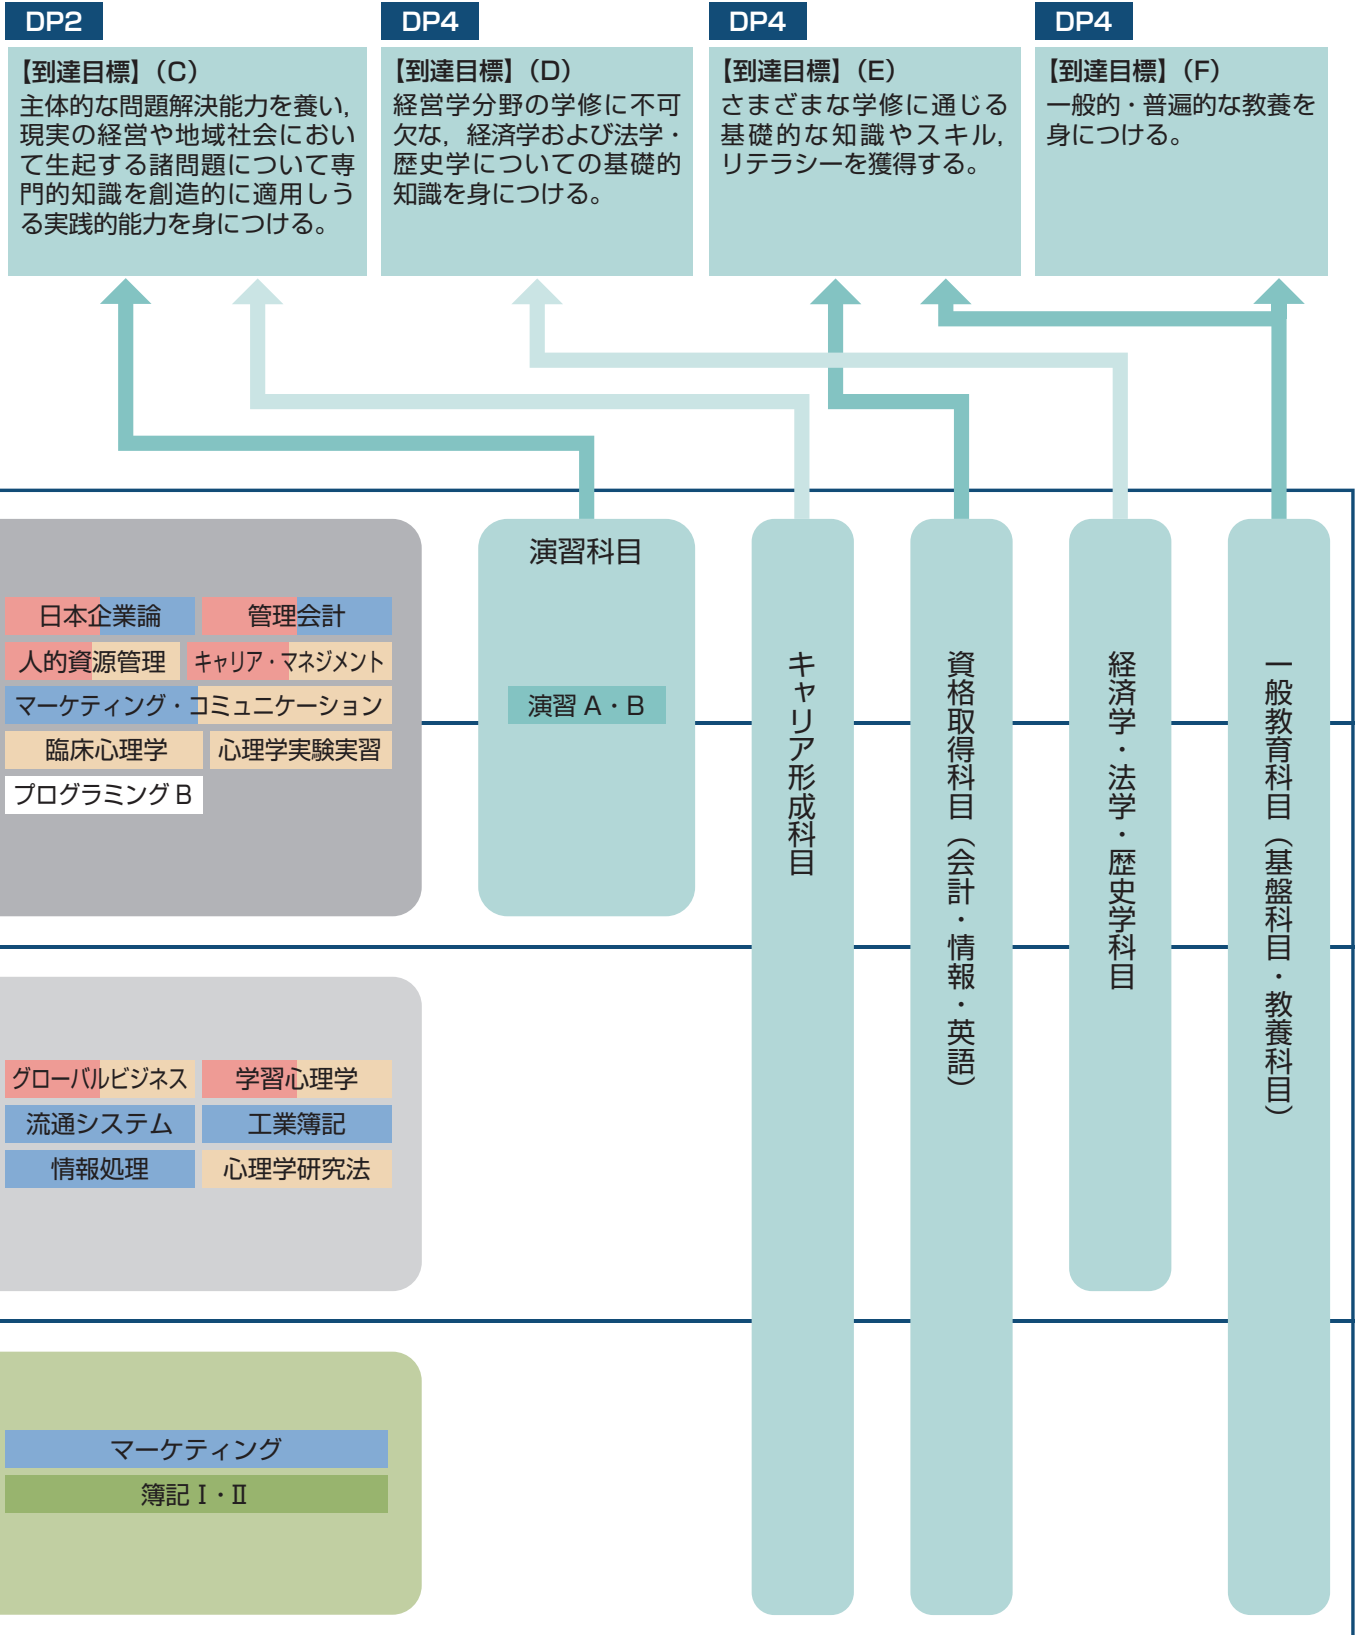 DP2
【到達目標】（C）
主体的な問題解決能力を養い，
現実の経営や地域社会におい
て生起する諸問題について専
門的知識を創造的に適用しう
る実践的能力を身につける。
DP4
【到達目標】（D）
経営学分野の学修に不可
欠な，経済学および法学・
歴史学についての基礎的
知識を身につける。
DP4
【到達目標】（E）
さまざまな学修に通じる
基礎的な知識やスキル，
リテラシーを獲得する。
DP4
【到達目標】（F）
一般的・普遍的な教養を
身につける。
日本企業論
管理会計
人的資源管理
キャリア・マネジメント
マーケティング・コミュニケーション
臨床心理学
心理学実験実習
プログラミング B
演習科目
演習 A・B
キャリア形成科目
資格取得科目（会計・情報・英語）
経済学・法学・歴史学科目
一般教育科目（基盤科目・教養科目）
グローバルビジネス
学習心理学
流通システム
工業簿記
情報処理
心理学研究法
マーケティング
簿記 Ⅰ・Ⅱ